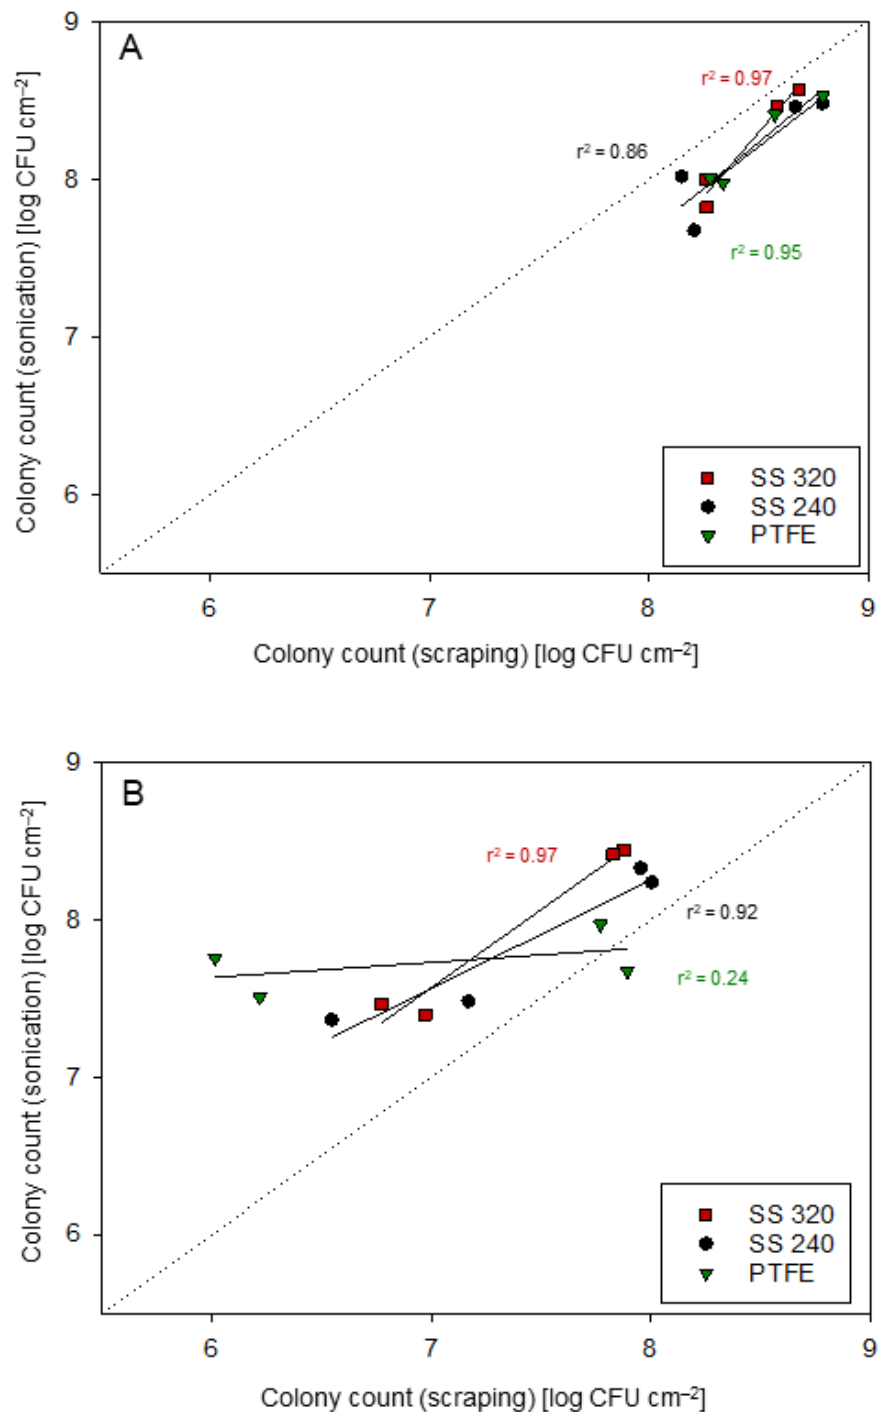 A
9
8
7
6
Colony count (sonication) [log CFU cm⁻²]
r² = 0.97
r² = 0.86
r² = 0.95
SS 320
SS 240
PTFE
6
7
8
9
Colony count (scraping) [log CFU cm⁻²]
B
9
8
7
6
Colony count (sonication) [log CFU cm⁻²]
r² = 0.97
r² = 0.92
r² = 0.24
SS 320
SS 240
PTFE
6
7
8
9
Colony count (scraping) [log CFU cm⁻²]